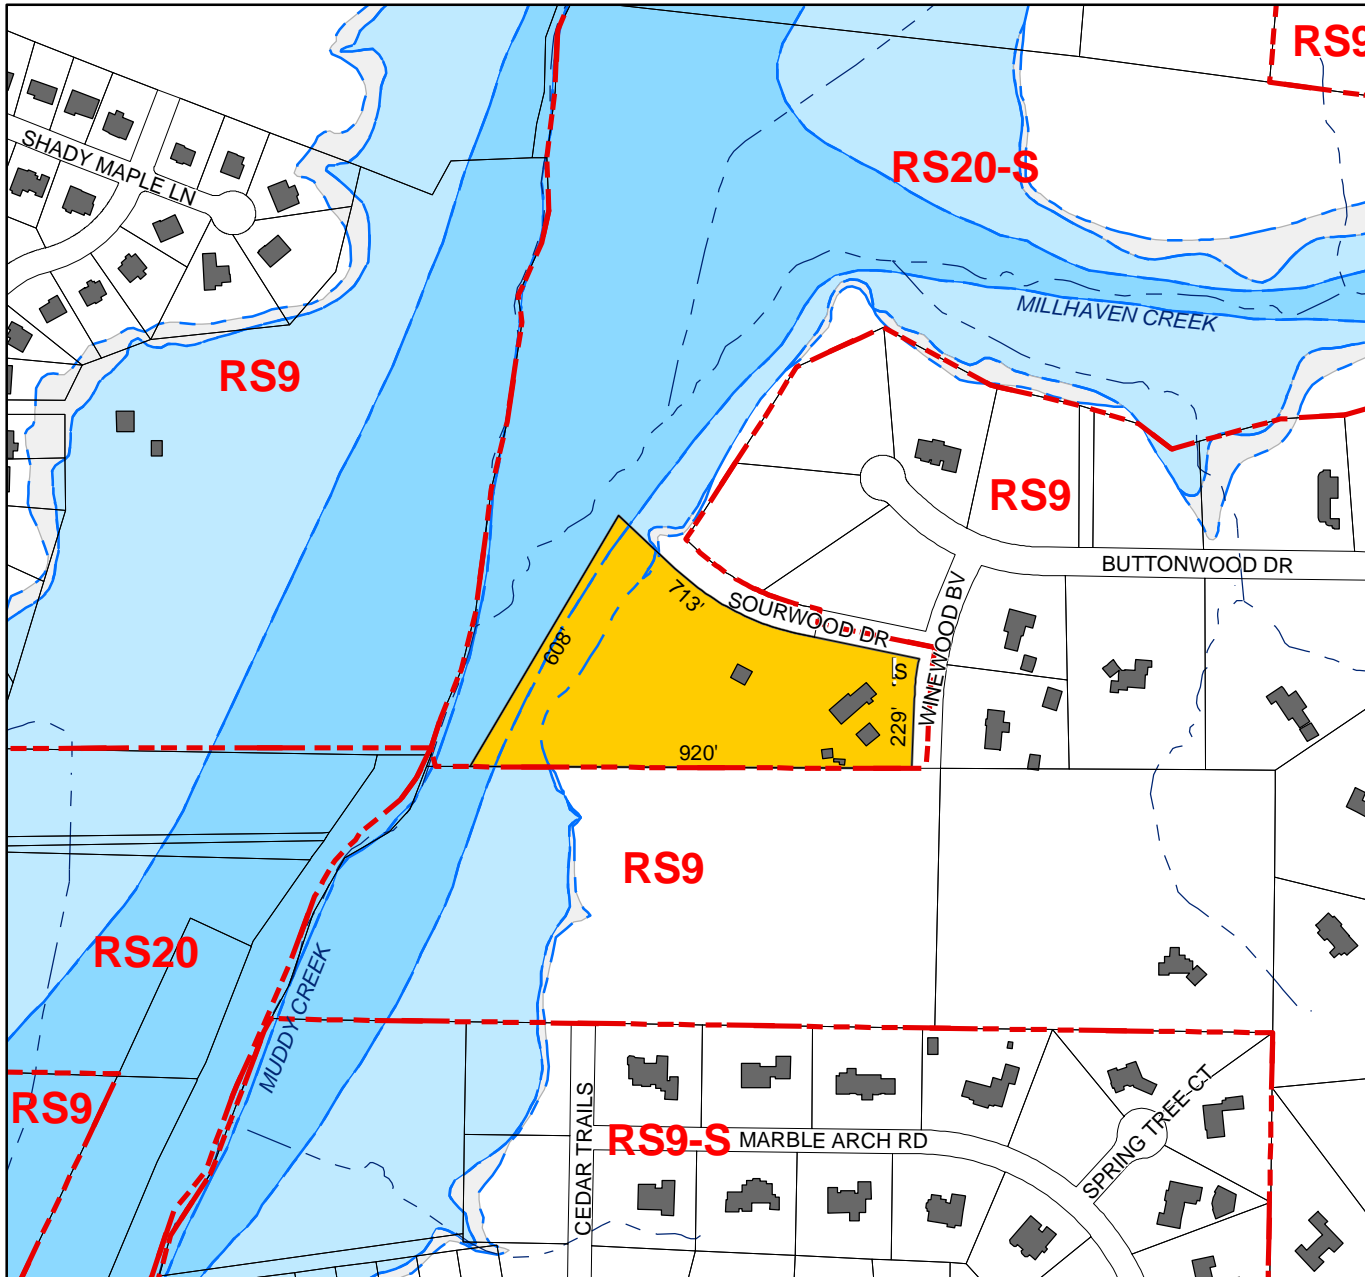 RS9
SHADY MAPLE LN
RS20-S
MILLHAVEN CREEK
RS9
RS9
BUTTONWOOD DR
713'
SOURWOOD DR
WINEWOOD BV
608'
S
229'
920'
RS9
RS20
MUDDY CREEK
RS9
CEDAR TRAILS
RS9-S
MARBLE ARCH RD
SPRING TREE CT